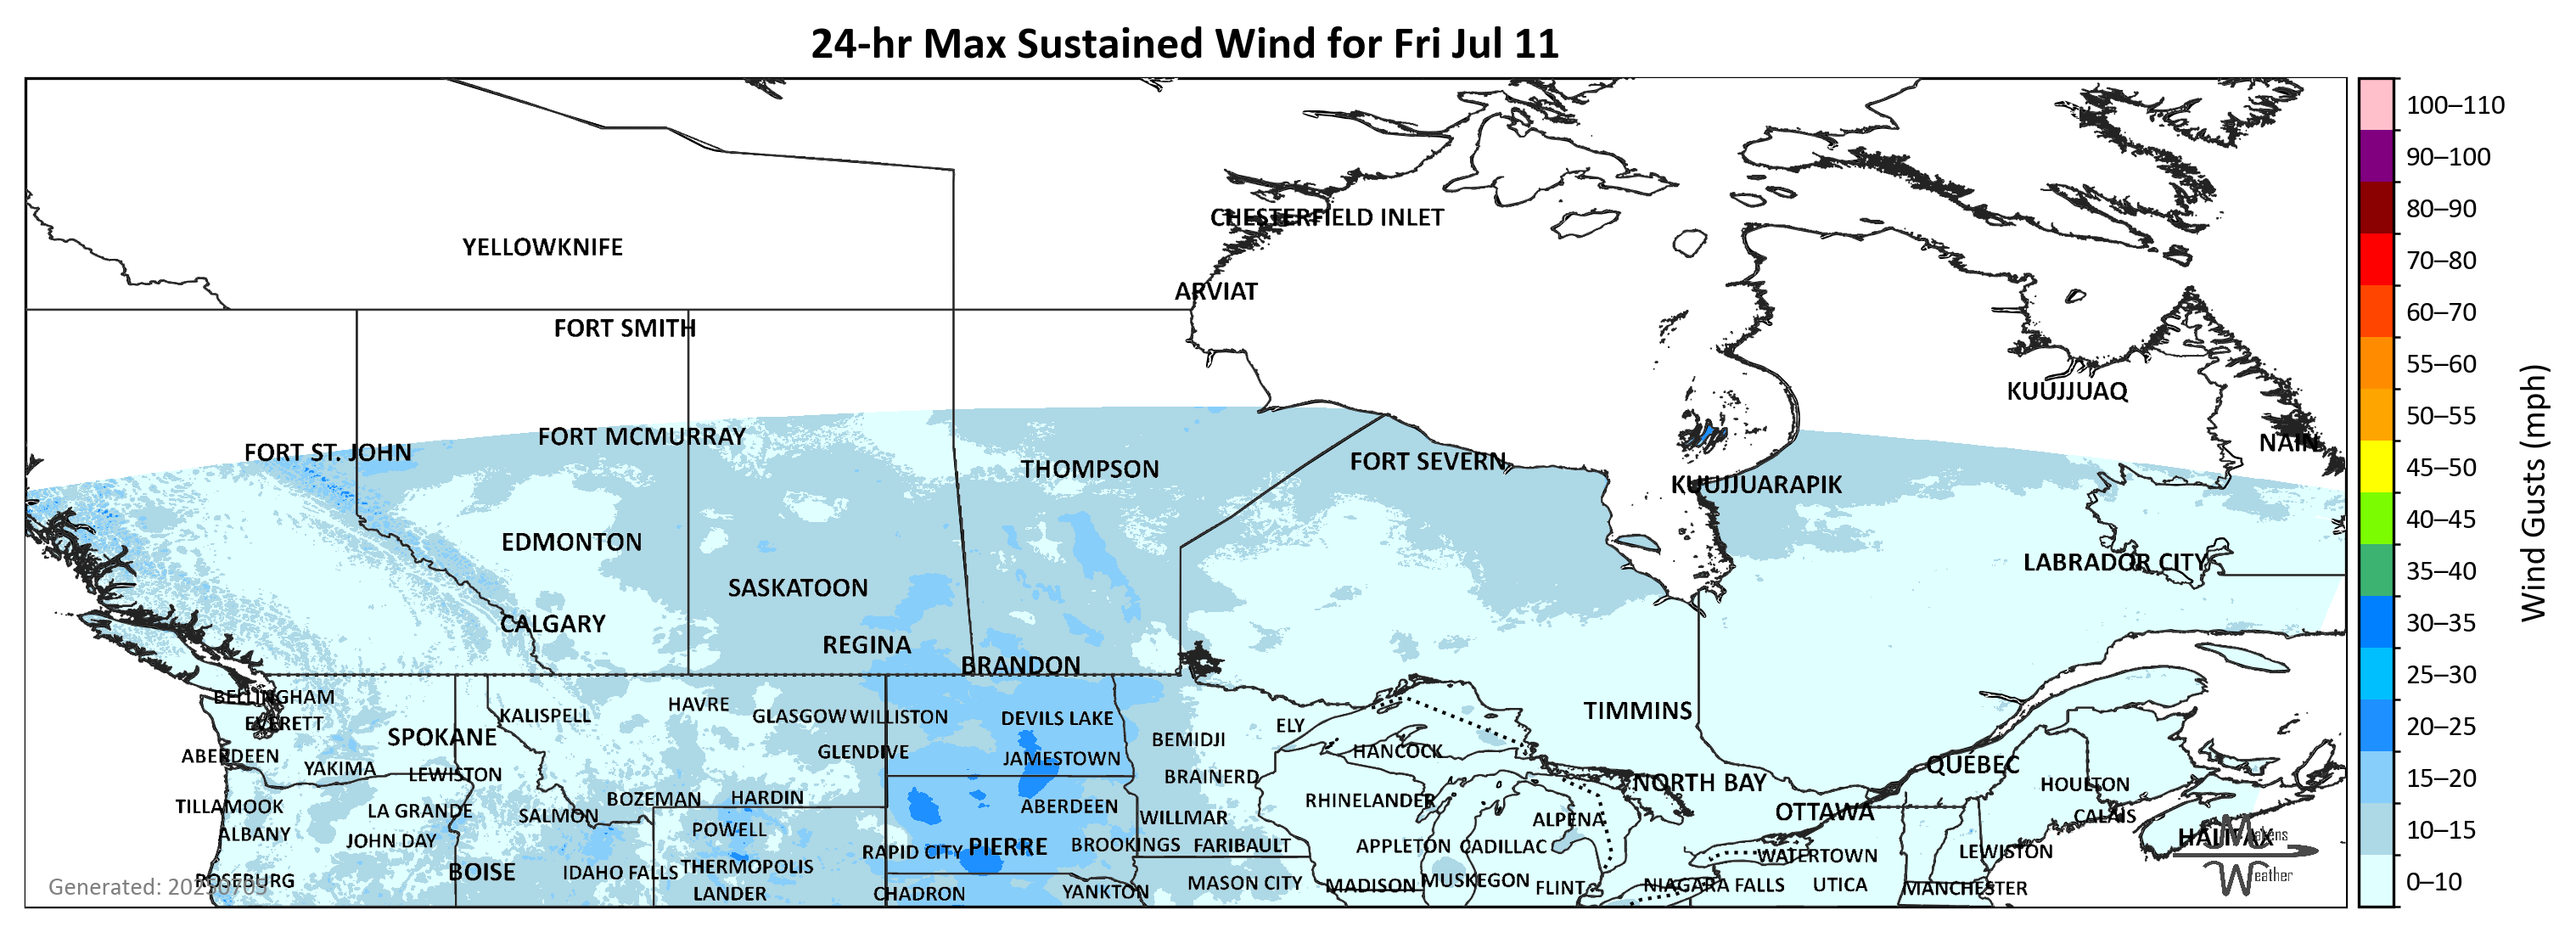 24-hr Max Sustained Wind for Fri Jul 11
100–110
90–100
80–90
70–80
60–70
55–60
50–55
45–50
40–45
35–40
30–35
25–30
20–25
15–20
10–15
0–10
Wind Gusts (mph)
CHESTERFIELD INLET
YELLOWKNIFE
ARVIAT
FORT SMITH
KUUJJUAQ
FORT MCMURRAY
NAIN
FORT ST. JOHN
FORT SEVERN
THOMPSON
KUUJJUARAPIK
EDMONTON
LABRADOR CITY
SASKATOON
CALGARY
REGINA
BRANDON
BELLINGHAM
HAVRE
TIMMINS
KALISPELL
GLASGOW
WILLISTON
DEVILS LAKE
EVERETT
ELY
SPOKANE
BEMIDJI
GLENDIVE
HANCOCK
ABERDEEN
JAMESTOWN
QUÉBEC
YAKIMA
LEWISTON
BRAINERD
NORTH BAY
HOULTON
BOZEMAN
HARDIN
RHINELANDER
TILLAMOOK
ABERDEEN
LA GRANDE
OTTAWA
SALMON
CALAIS
WILLMAR
ALPENA
POWELL
ALBANY
HALIFAX
JOHN DAY
PIERRE
BROOKINGS
FARIBAULT
APPLETON
CADILLAC
RAPID CITY
LEWISTON
WATERTOWN
THERMOPOLIS
BOISE
IDAHO FALLS
Weather
ROSEBURG
MUSKEGON
MASON CITY
MADISON
NIAGARA FALLS
UTICA
FLINT
MANCHESTER
LANDER
CHADRON
YANKTON
Generated: 20250705